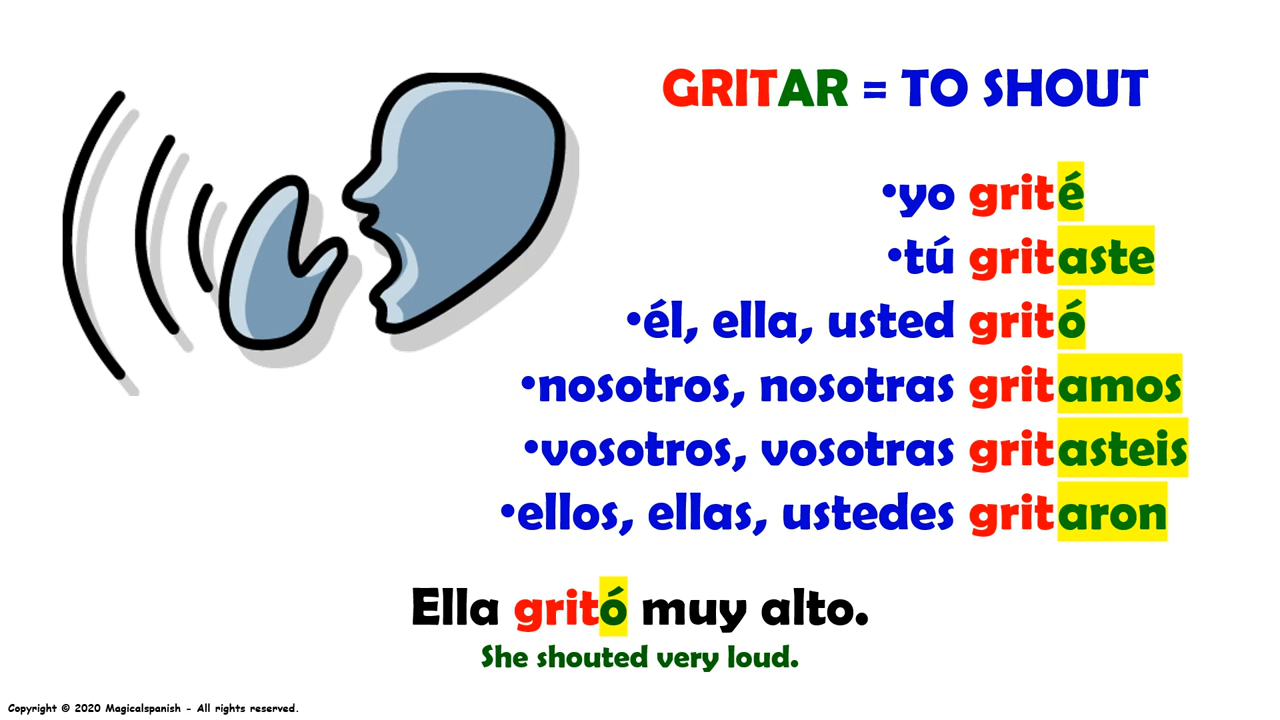 GRITAR = TO SHOUT
•yo grité
•tú gritaste
•él, ella, usted gritó
•nosotros, nosotras gritamos
•vosotros, vosotras gritasteis
•ellos, ellas, ustedes gritaron
Ella gritó muy alto.
She shouted very loud.
Copyright © 2020 Magicalspanish - All rights reserved.